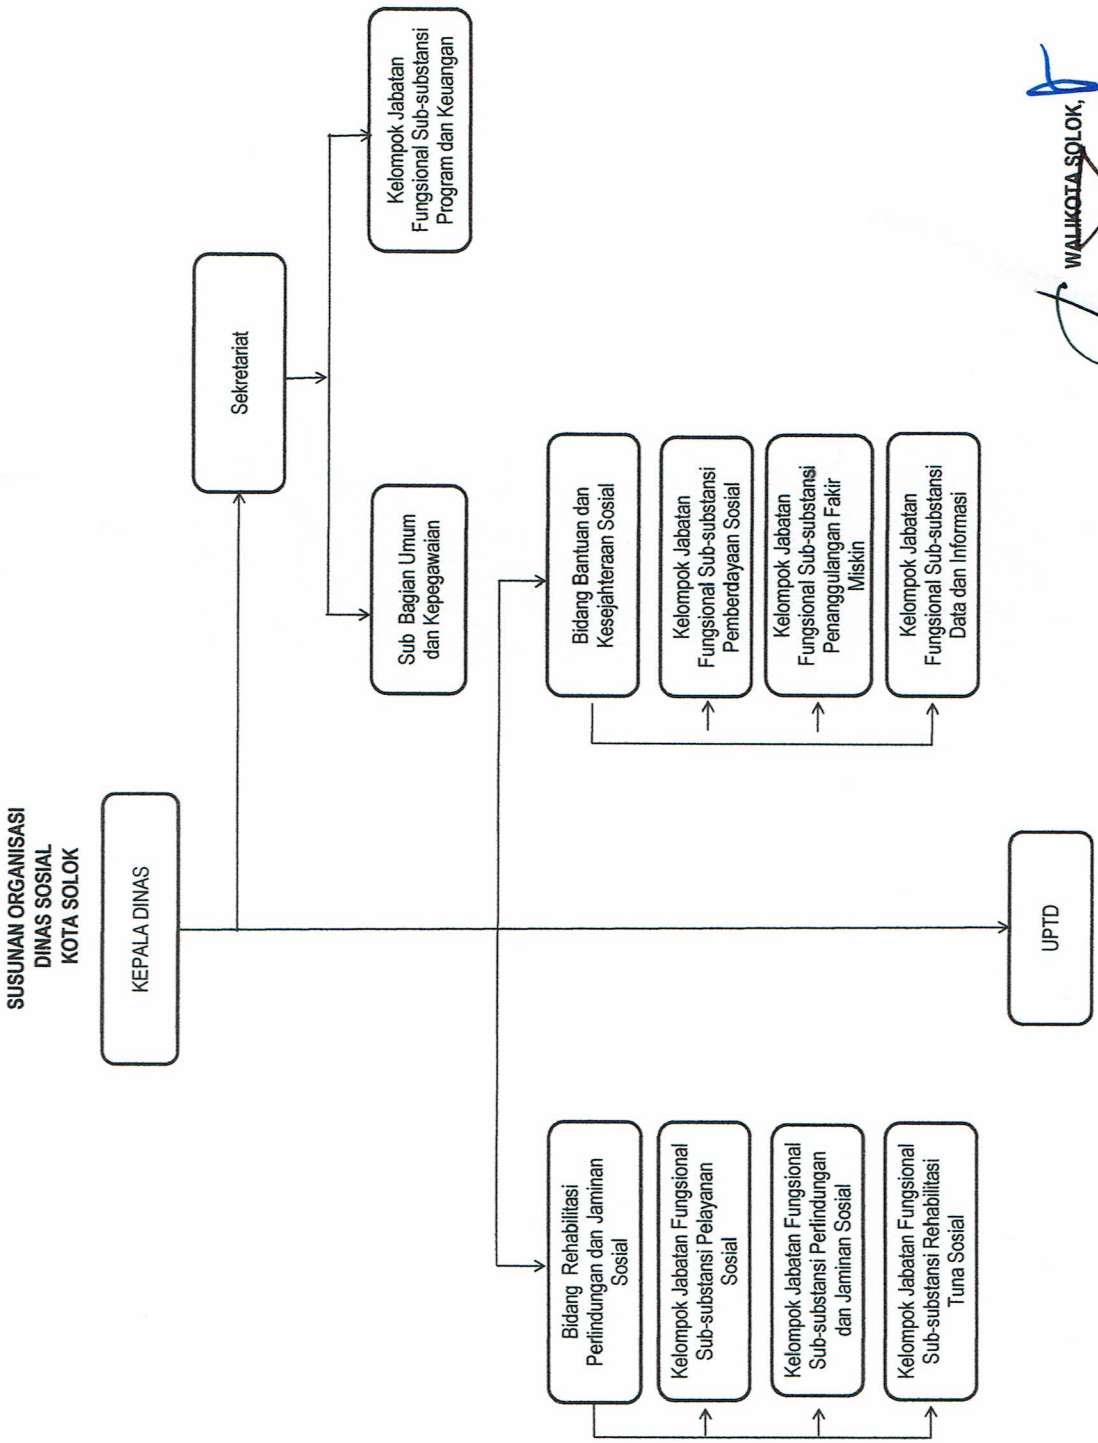 SUSUNAN ORGANISASI
DINAS SOSIAL
KOTA SOLOK
KEPALA DINAS
Sekretariat
Sub Bagian Umum
dan Kepegawaian
Kelompok Jabatan
Fungsional Sub-substansi
Program dan Keuangan
Bidang Rehabilitasi
Perlindungan dan Jaminan
Sosial
Kelompok Jabatan Fungsional
Sub-substansi Pelayanan
Sosial
Kelompok Jabatan Fungsional
Sub-substansi Perlindungan
dan Jaminan Sosial
Kelompok Jabatan Fungsional
Sub-substansi Rehabilitasi
Tuna Sosial
Bidang Bantuan dan
Kesejahteraan Sosial
Kelompok Jabatan
Fungsional Sub-substansi
Pemberdayaan Sosial
Kelompok Jabatan
Fungsional Sub-substansi
Penanggulangan Fakir
Miskin
Kelompok Jabatan
Fungsional Sub-substansi
Data dan Informasi
UPTD
WALIKOTA SOLOK,